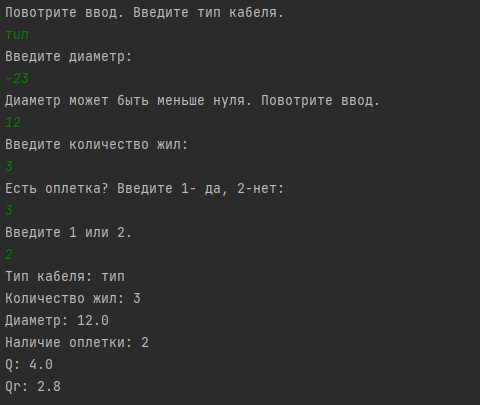 Повотрите ввод. Введите тип кабеля.
тип
Введите диаметр:
-23
Диаметр может быть меньше нуля. Повотрите ввод.
12
Введите количество жил:
3
Есть оплетка? Введите 1- да, 2-нет:
3
Введите 1 или 2.
2
Тип кабеля: тип
Количество жил: 3
Диаметр: 12.0
Наличие оплетки: 2
Q: 4.0
Qr: 2.8